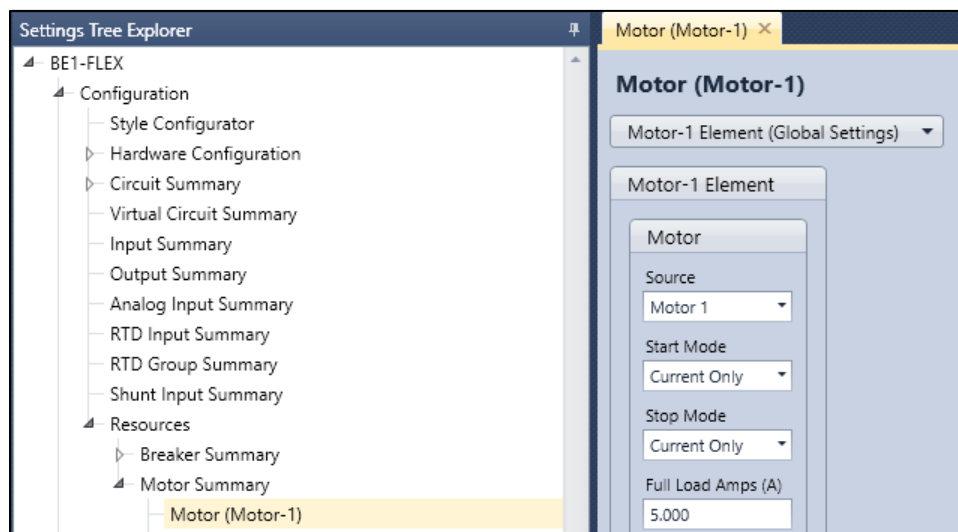 Settings Tree Explorer
BE1-FLEX
Configuration
Style Configurator
Hardware Configuration
Circuit Summary
Virtual Circuit Summary
Input Summary
Output Summary
Analog Input Summary
RTD Input Summary
RTD Group Summary
Shunt Input Summary
Resources
Breaker Summary
Motor Summary
Motor (Motor-1)
Motor (Motor-1)
Motor (Motor-1)
Motor-1 Element (Global Settings)
Motor-1 Element
Motor
Source
Motor 1
Start Mode
Current Only
Stop Mode
Current Only
Full Load Amps (A)
5.000